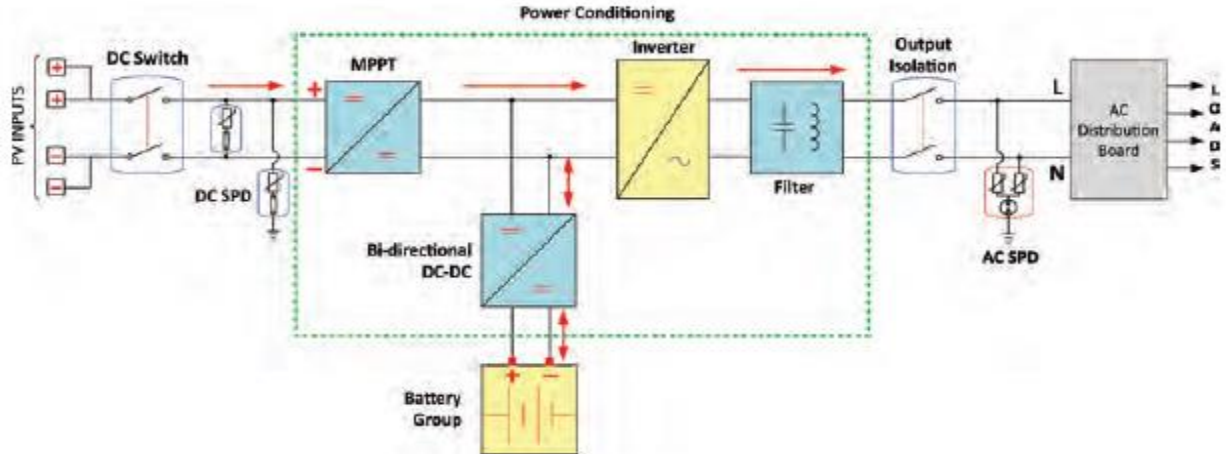 Power Conditioning
PV INPUTS
+
+
−
−
DC Switch
DC SPD
MPPT
+
−
Inverter
Filter
Output
Isolation
L
N
AC
Distribution
Board
LOADS
AC SPD
Bi-directional
DC-DC
Battery
Group
+ −